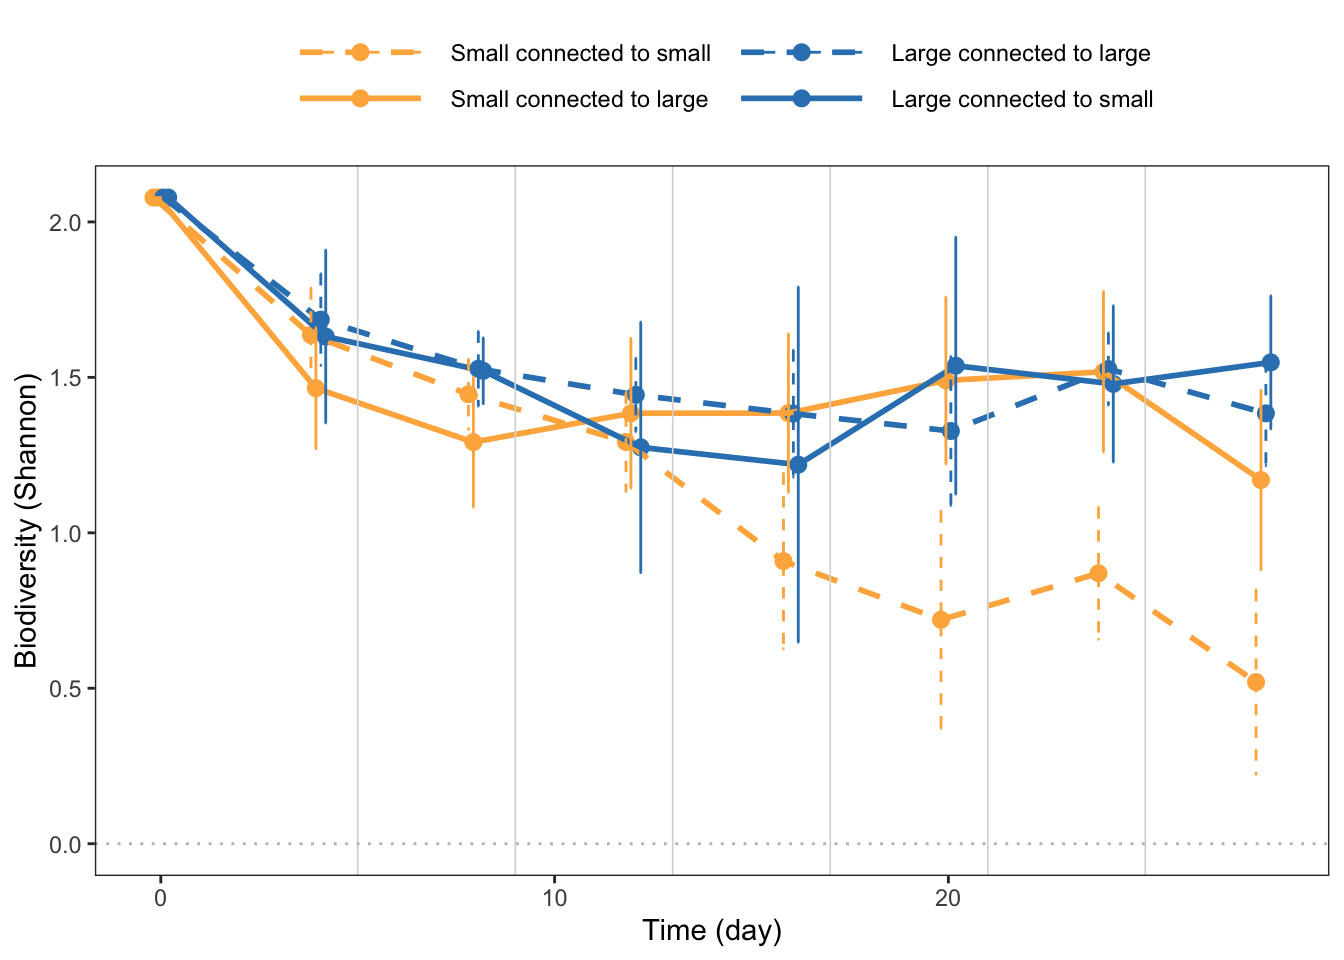 Small connected to small
Large connected to large
Small connected to large
Large connected to small
Biodiversity (Shannon)
2.0
1.5
1.0
0.5
0.0
0
10
20
Time (day)